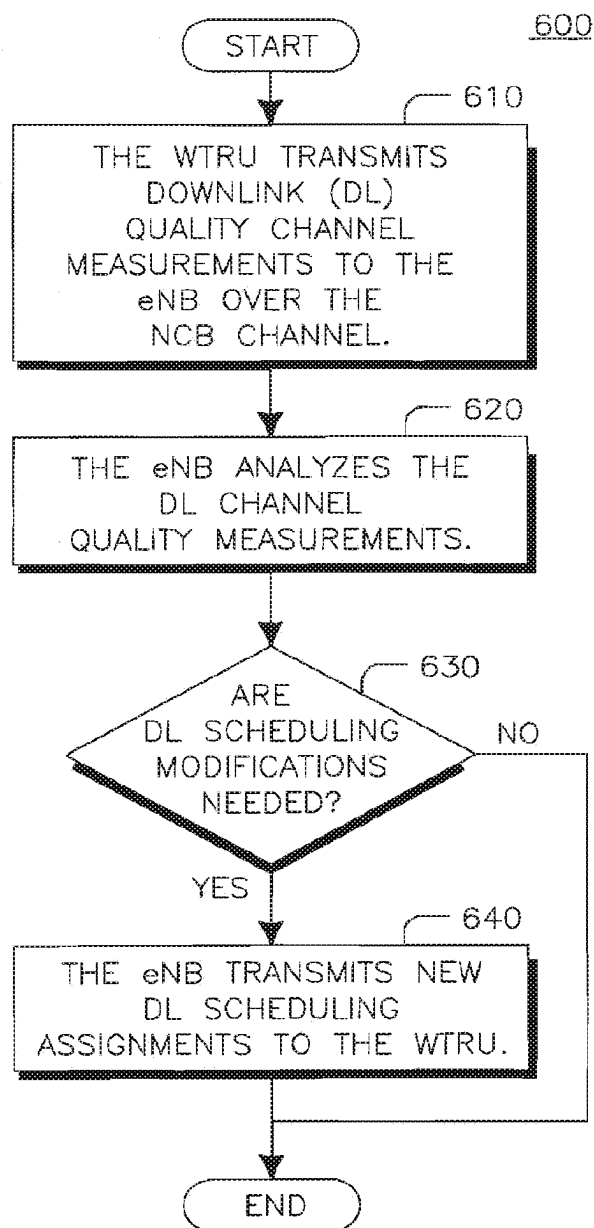 600
START
610
THE WTRU TRANSMITS
DOWNLINK (DL)
QUALITY CHANNEL
MEASUREMENTS TO THE
eNB OVER THE
NCB CHANNEL.
620
THE eNB ANALYZES THE
DL CHANNEL
QUALITY MEASUREMENTS.
630
ARE
DL SCHEDULING
MODIFICATIONS
NEEDED?
NO
YES
640
THE eNB TRANSMITS NEW
DL SCHEDULING
ASSIGNMENTS TO THE WTRU.
END